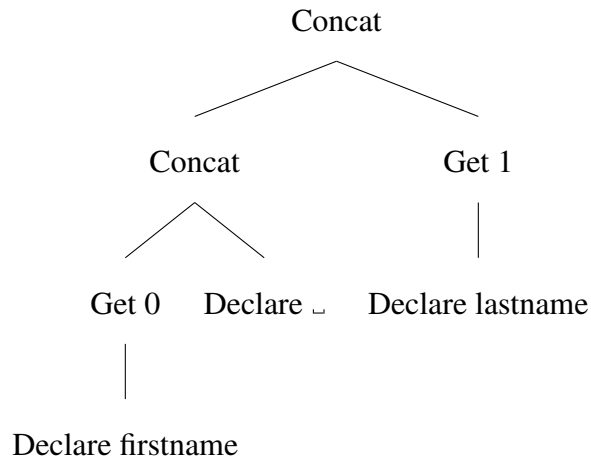 Concat
Concat Get 1
Get 0 Declare ␣ Declare lastname
Declare firstname